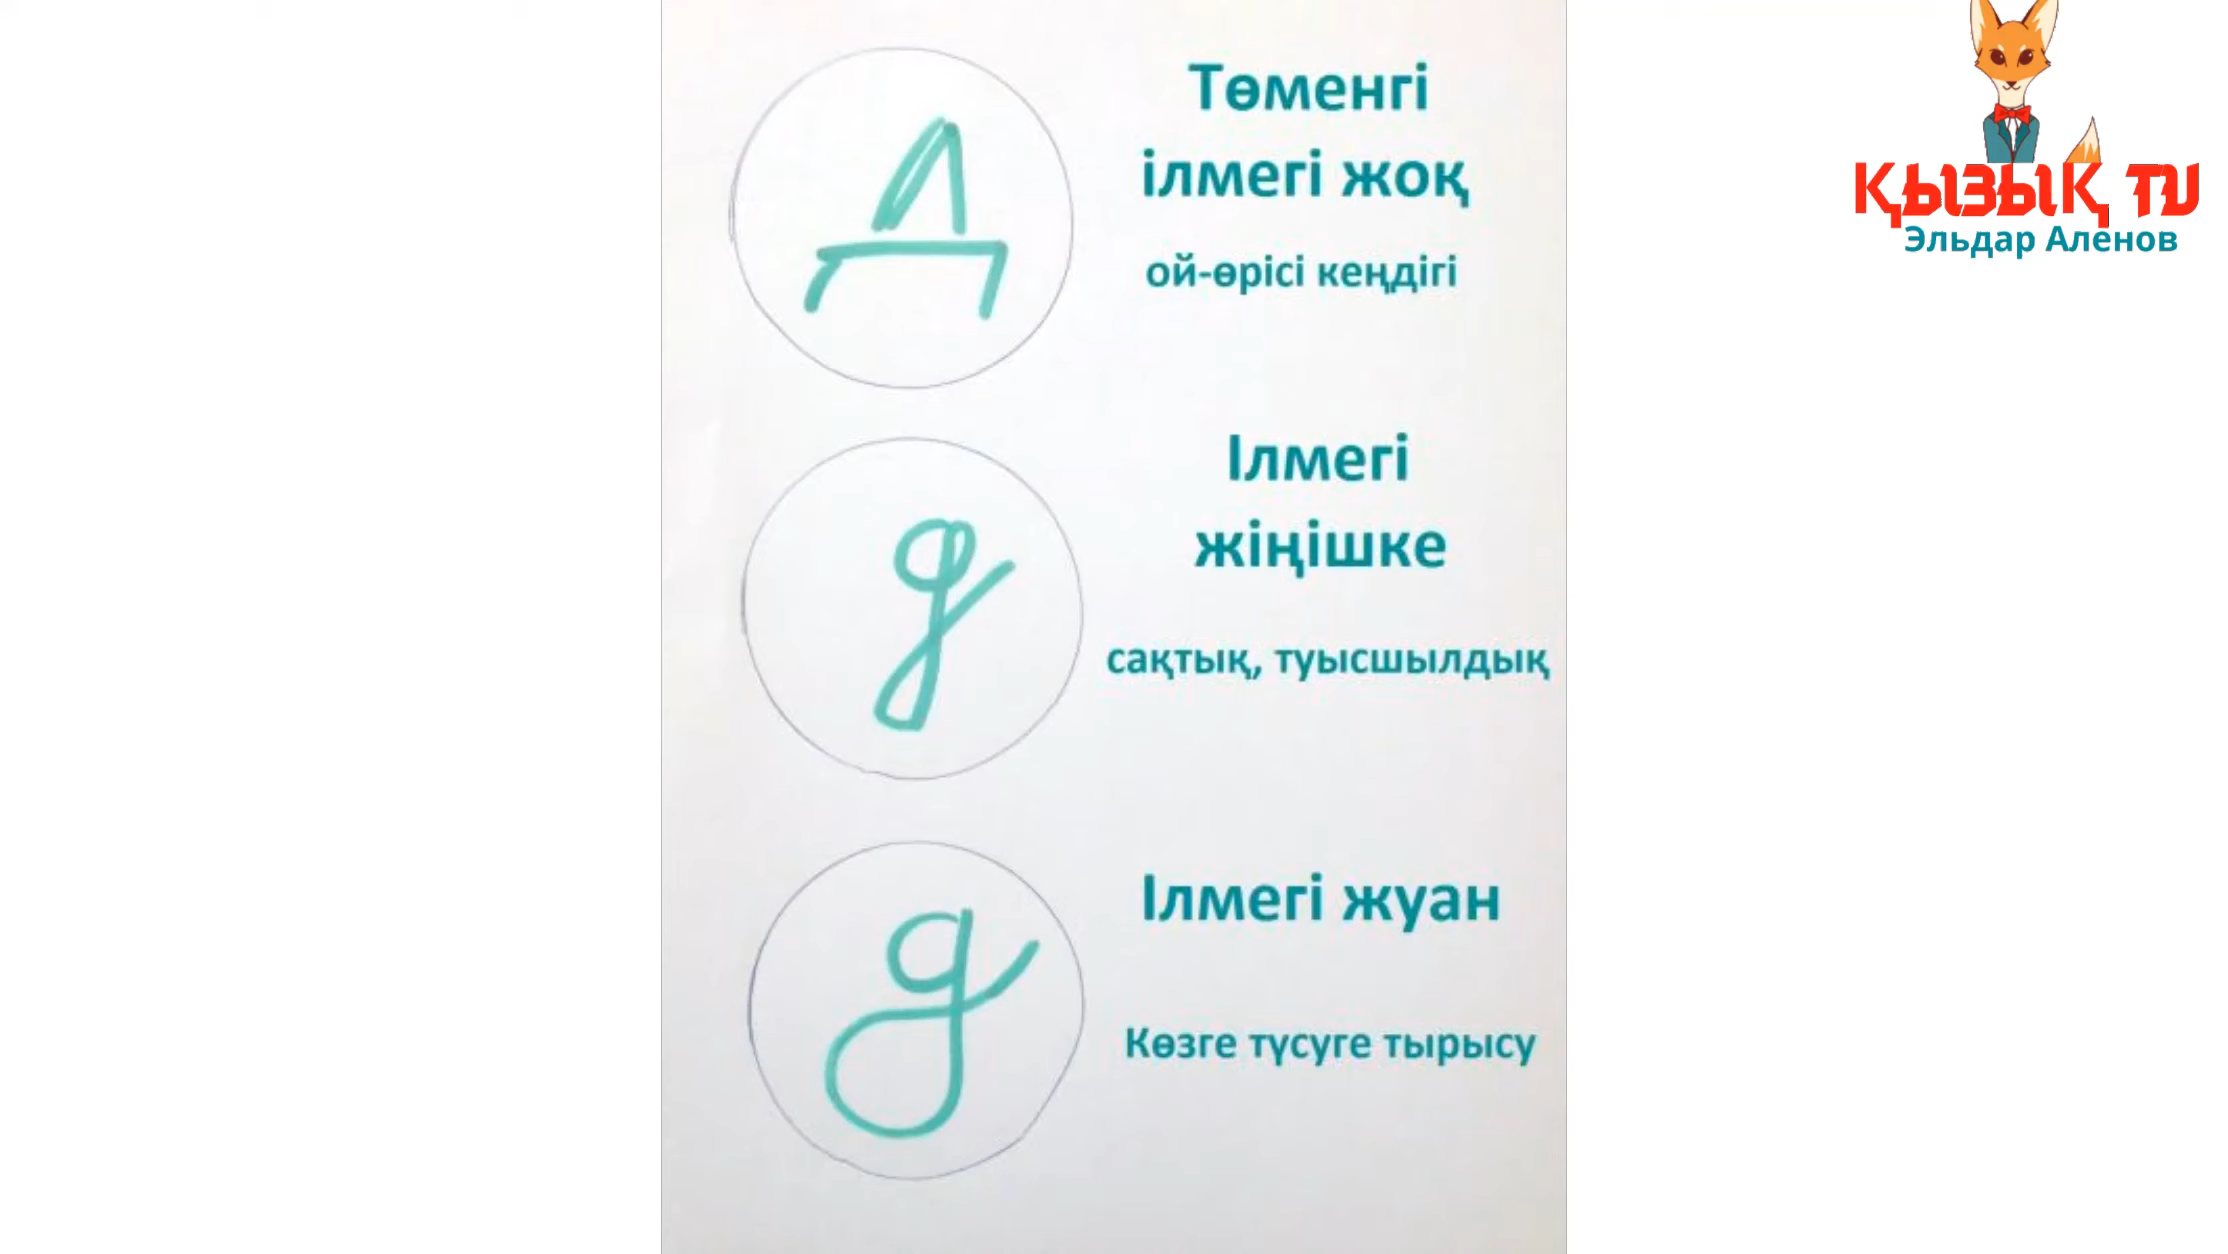 Д
Төменгі
ілмегі жоқ
ой-өрісі кеңдігі
д
Ілмегі
жіңішке
сақтық, туысшылдық
д
Ілмегі жуан
Көзге түсуге тырысу
ҚЫЗЫҚ TV
Эльдар Аленов